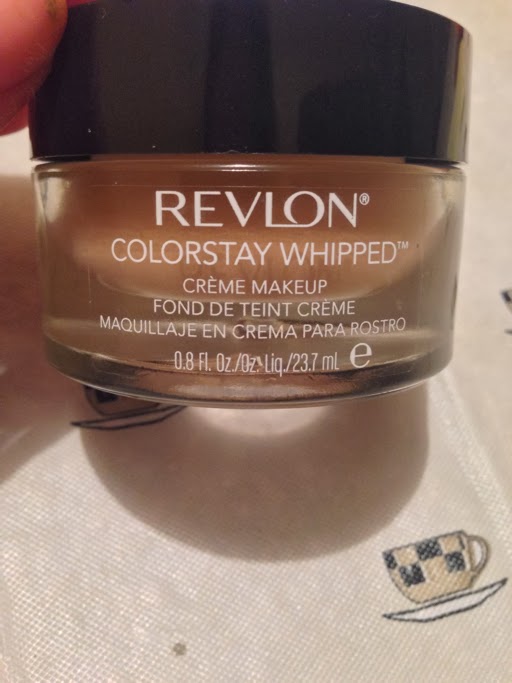 REVLON®
COLORSTAY WHIPPED™
CRÈME MAKEUP
FOND DE TEINT CRÈME
MAQUILLAJE EN CREMA PARA ROSTRO
0.8 Fl. Oz./Oz. Liq./23.7 mL e